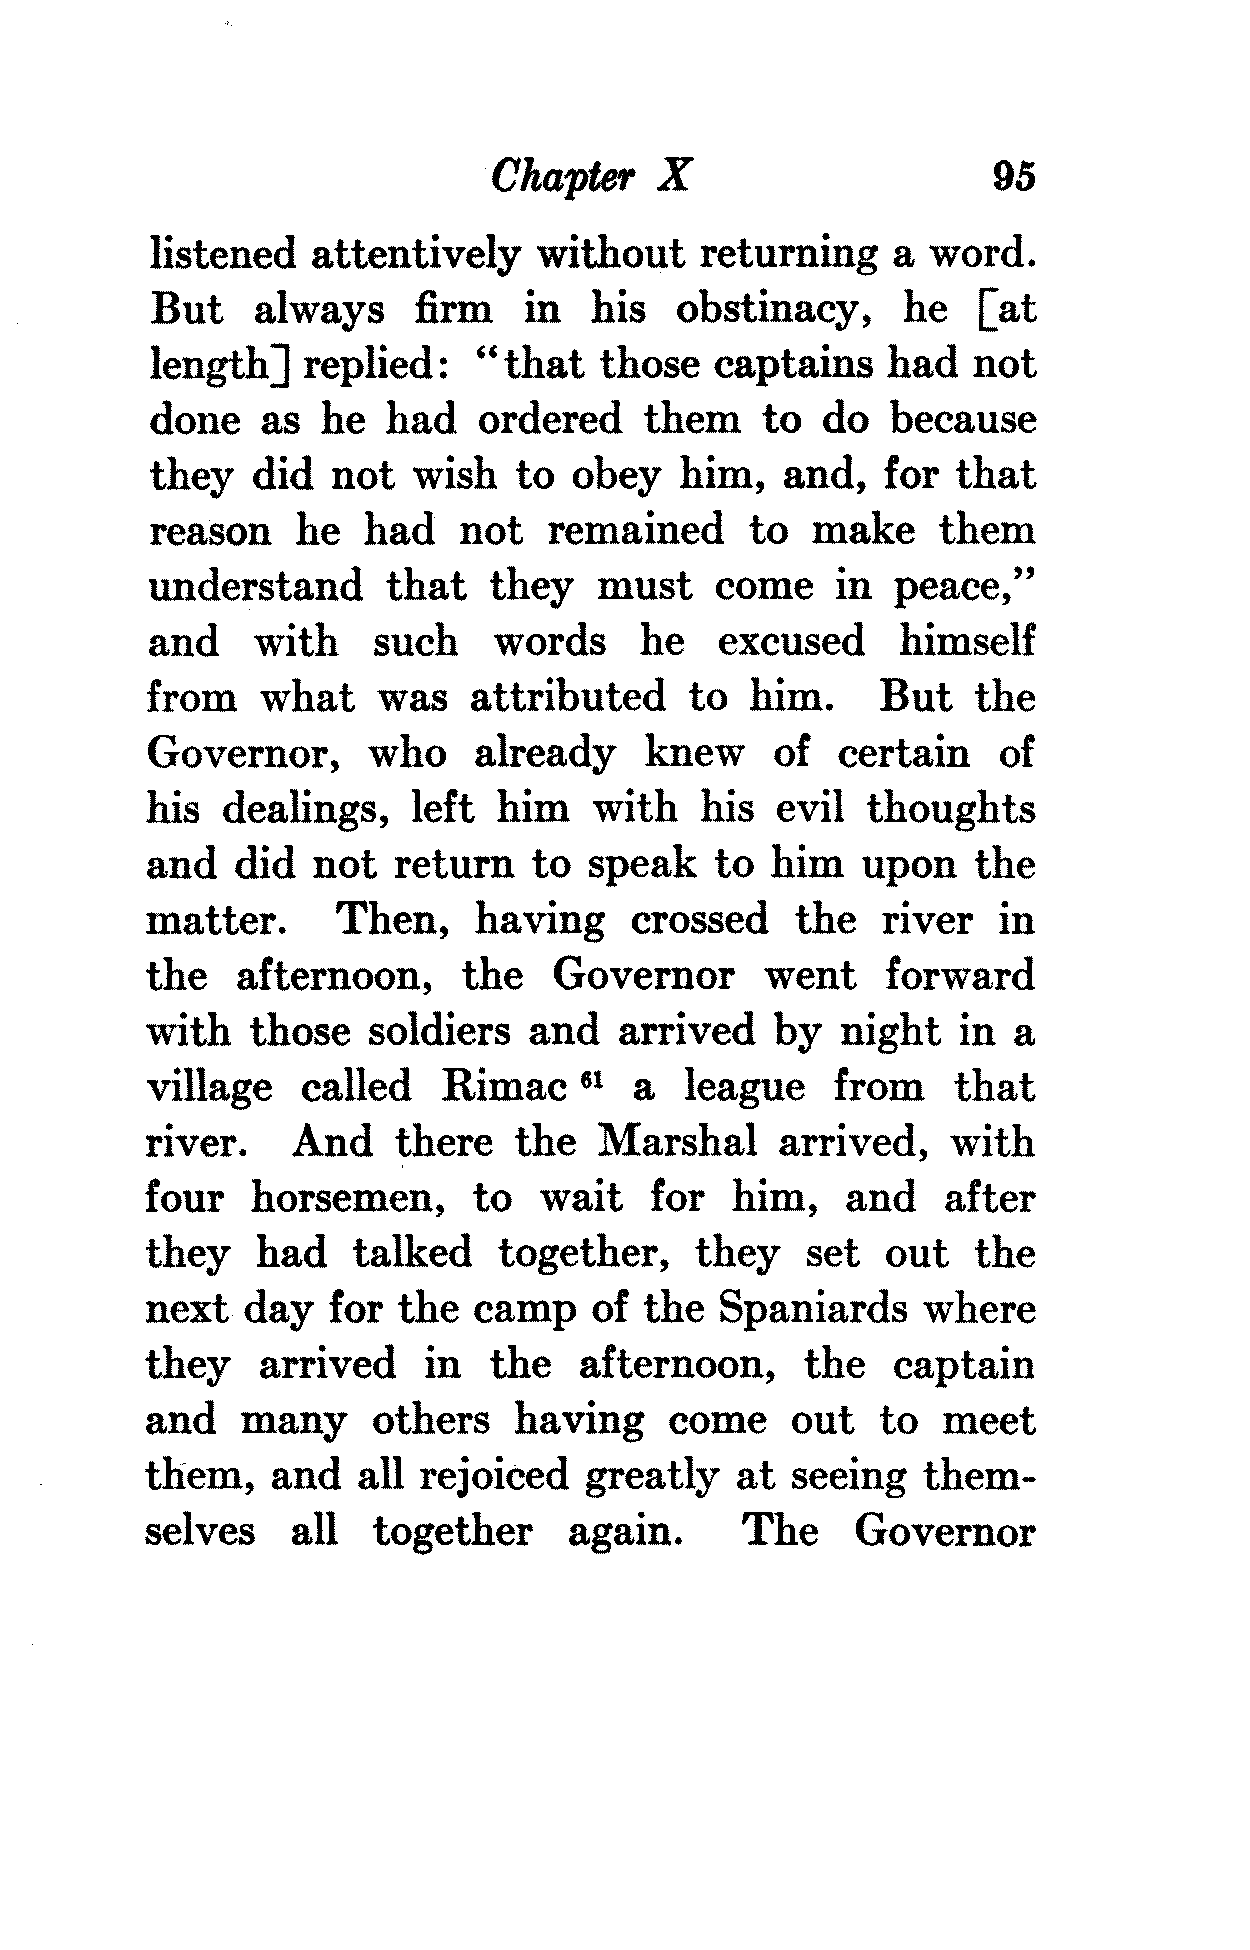 Chapter X 95
listened attentively without returning a word.
But always firm in his obstinacy, he [at
length] replied: "that those captains had not
done as he had ordered them to do because
they did not wish to obey him, and, for that
reason he had not remained to make them
understand that they must come in peace,"
and with such words he excused himself
from what was attributed to him. But the
Governor, who already knew of certain of
his dealings, left him with his evil thoughts
and did not return to speak to him upon the
matter. Then, having crossed the river in
the afternoon, the Governor went forward
with those soldiers and arrived by night in a
village called Rimac ⁶¹ a league from that
river. And there the Marshal arrived, with
four horsemen, to wait for him, and after
they had talked together, they set out the
next day for the camp of the Spaniards where
they arrived in the afternoon, the captain
and many others having come out to meet
them, and all rejoiced greatly at seeing them-
selves all together again. The Governor